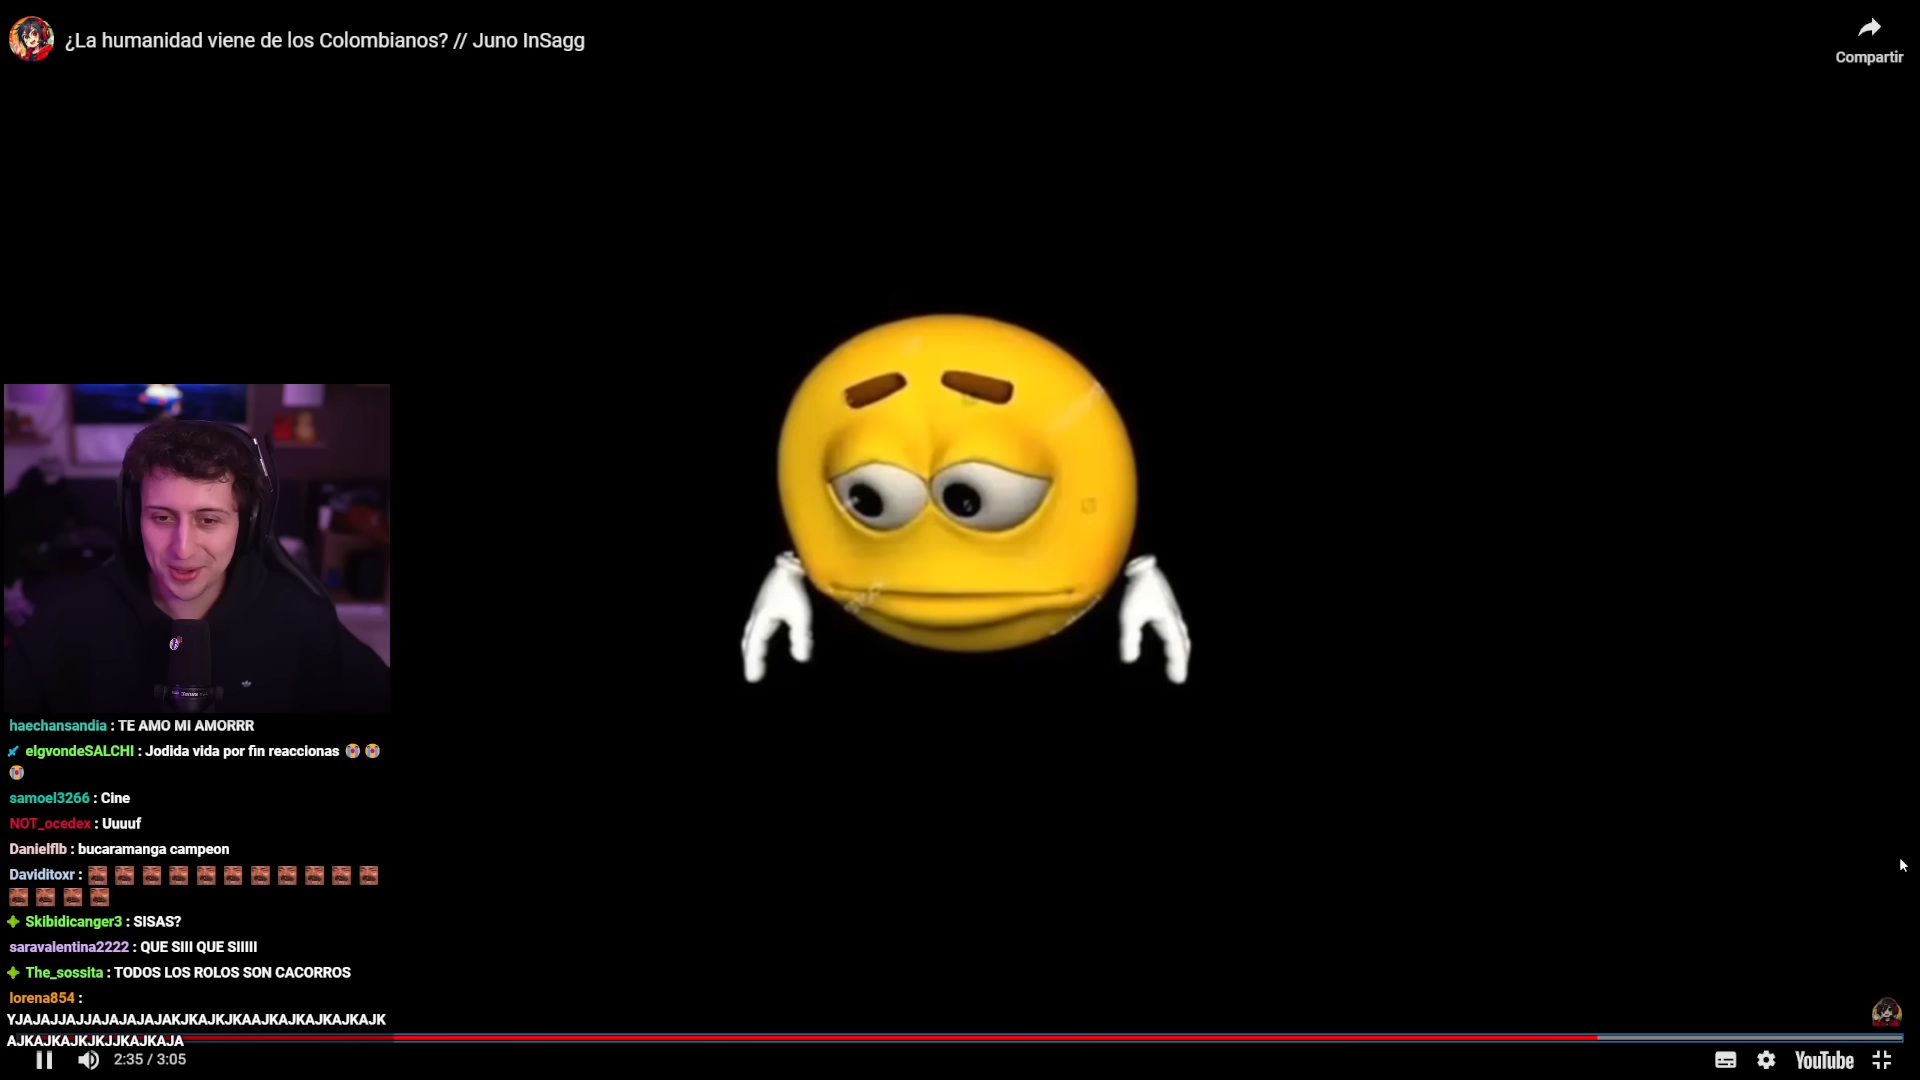 ¿La humanidad viene de los Colombianos? // Juno InSagg
Compartir
haechansandia : TE AMO MI AMORRR
elgvondeSALCHI : Jodida vida por fin reaccionas 😭 😭
😭
samoel3266 : Cine
NOT_ocedex : Uuuuf
Danielflb : bucaramanga campeon
Daviditoxr :
Skibidicanger3 : SISAS?
saravalentina2222 : QUE SIII QUE SIIIII
The_sossita : TODOS LOS ROLOS SON CACORROS
lorena854 :
YJAJAJJAJJAJAJAJAJAKJKAJKJKAAJKAJKAJKAJKAJK
AJKAJKAJKJKJJKAJKAJA
2:35 / 3:05
YouTube